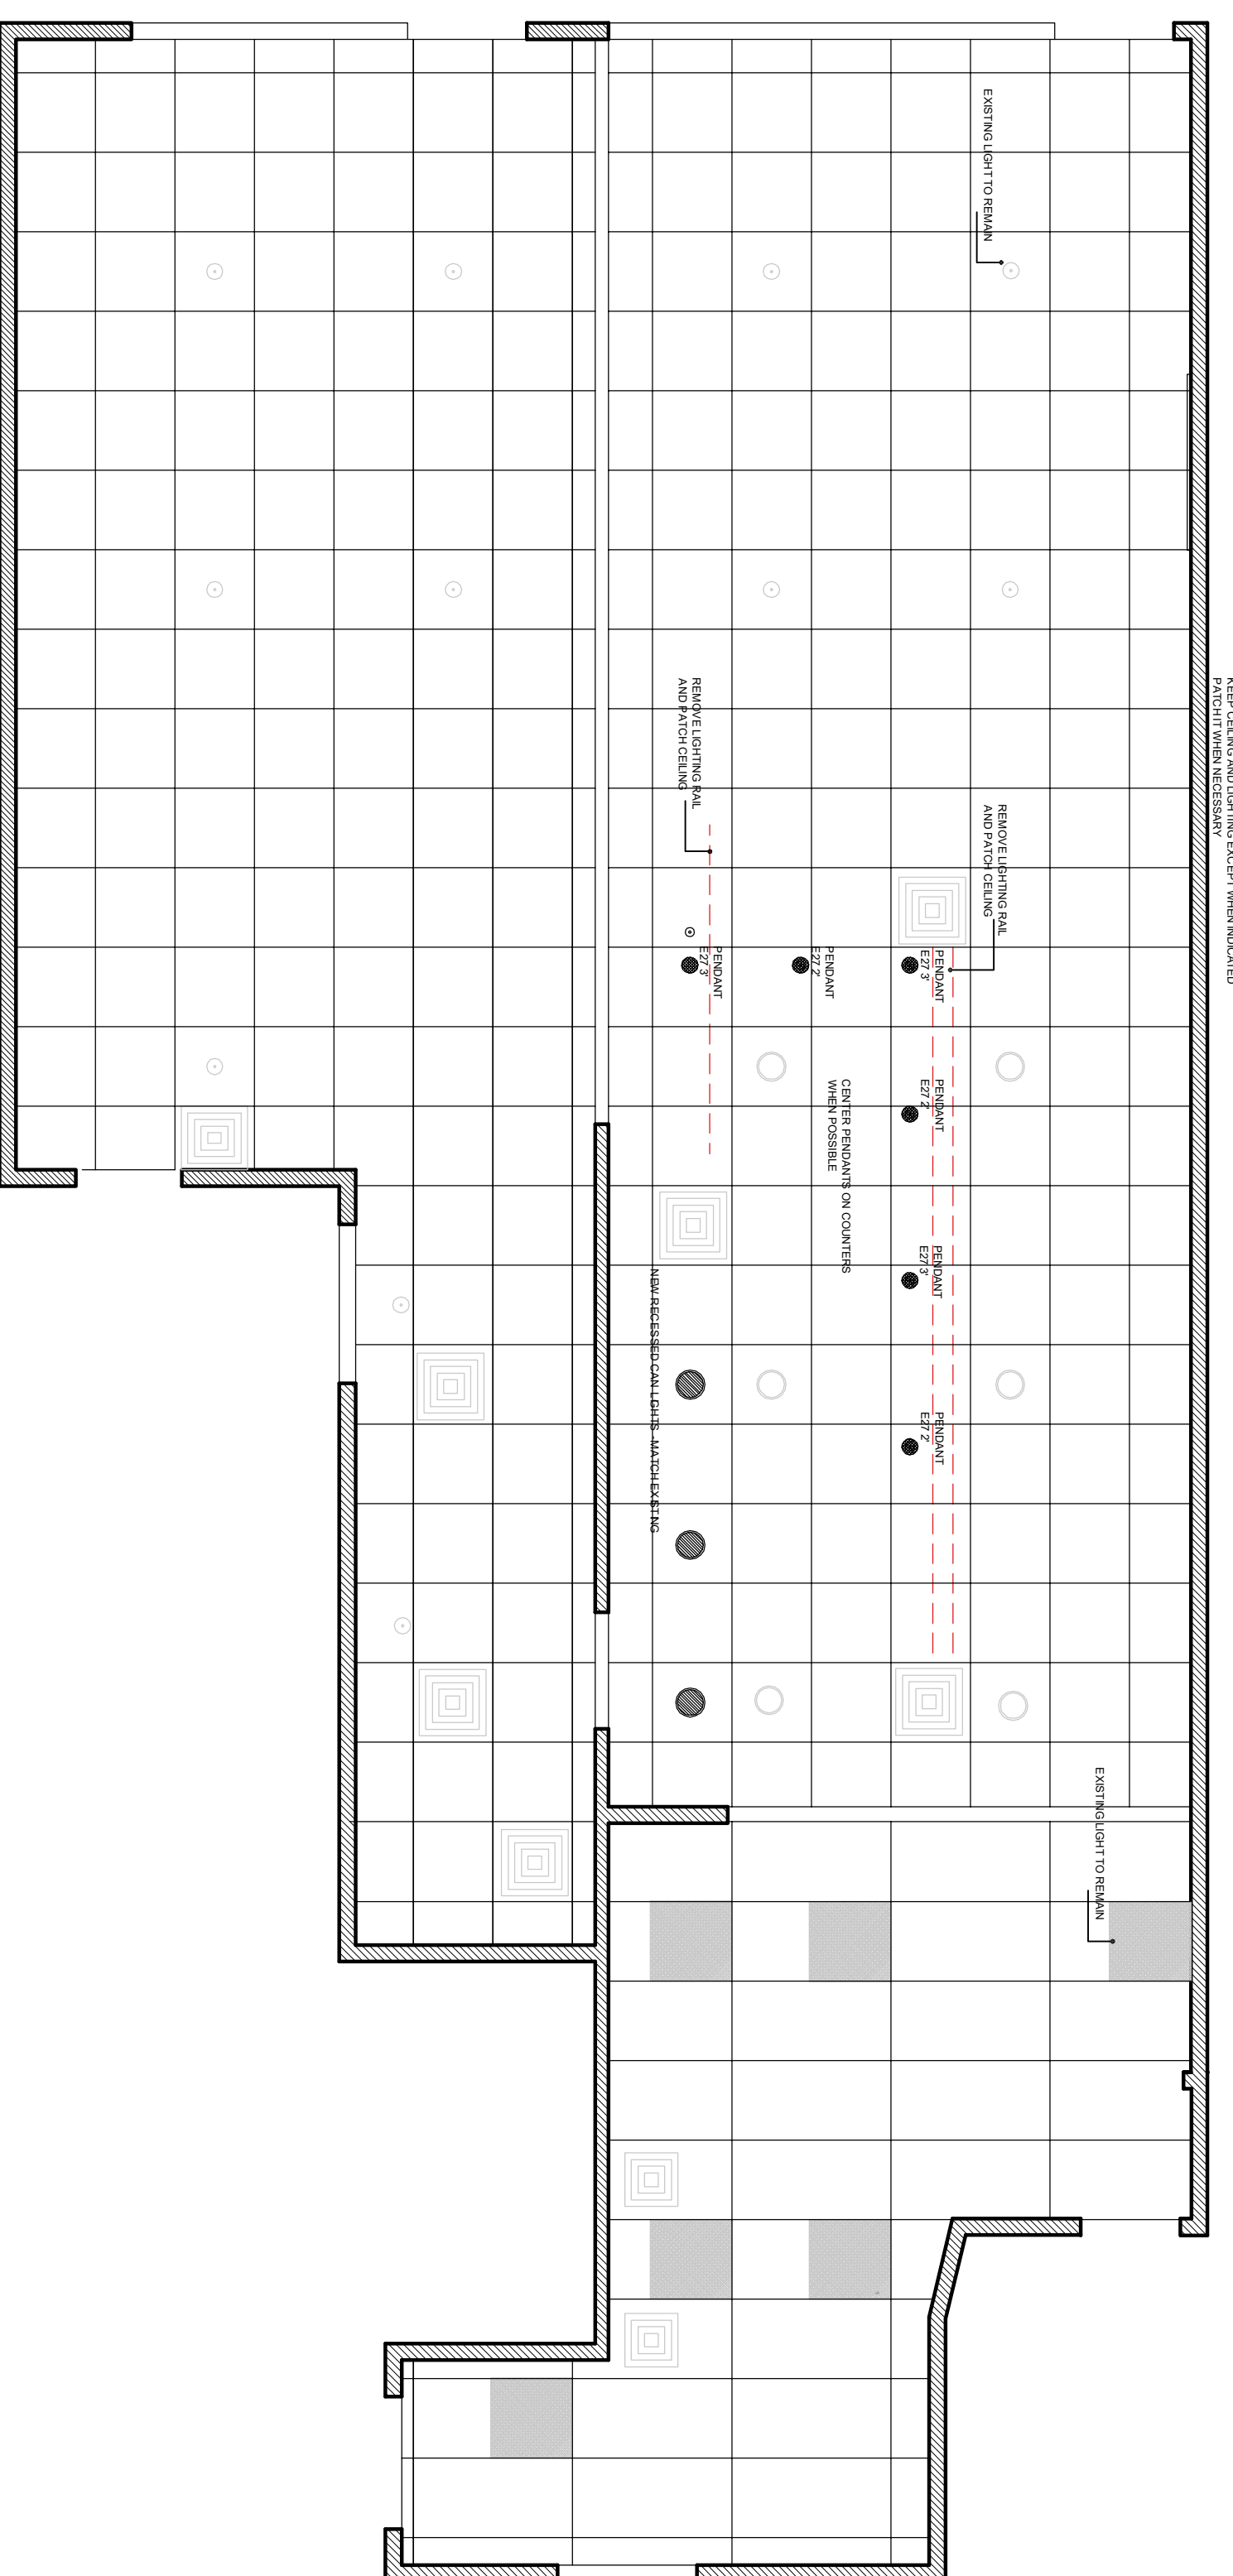 KEEP CEILING AND LIGHTING EXCEPT WHEN INDICATED
PATCH IT WHEN NECESSARY
EXISTING LIGHT TO REMAIN
REMOVE LIGHTING RAIL
AND PATCH CEILING
REMOVE LIGHTING RAIL
AND PATCH CEILING
PENDANT
E27 3'
PENDANT
E27 2'
PENDANT
E27 3'
PENDANT
E27 2'
CENTER PENDANTS ON COUNTERS
WHEN POSSIBLE
PENDANT
E27 3'
PENDANT
E27 2'
NEW RECESSED CAN LIGHTS - MATCH EXISTING
EXISTING LIGHT TO REMAIN